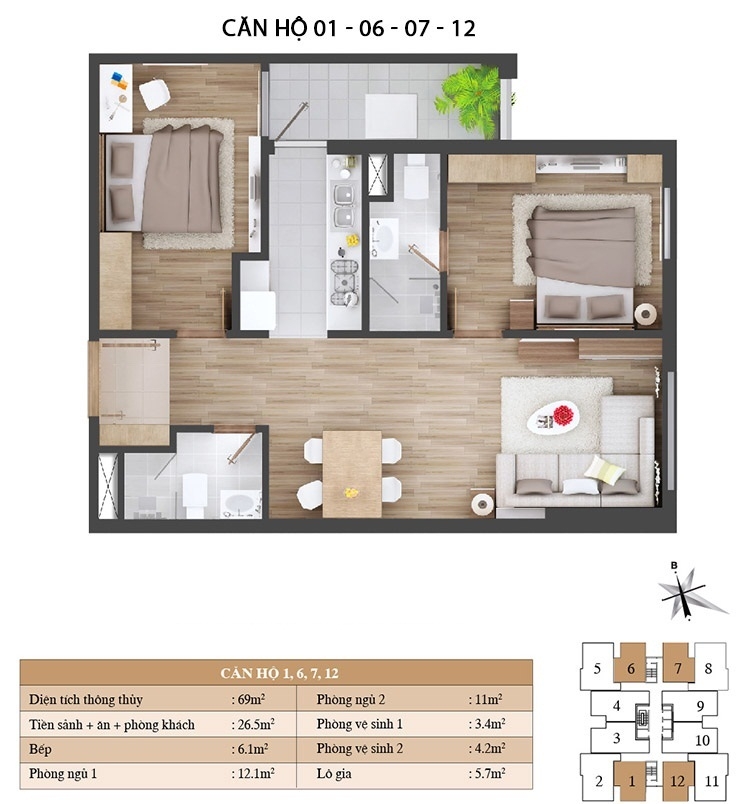 CĂN HỘ 01 - 06 - 07 - 12
B
CĂN HỘ 1, 6, 7, 12
Diện tích thông thủy : 69m² Phòng ngủ 2 : 11m²
Tiền sảnh + ăn + phòng khách : 26.5m² Phòng vệ sinh 1 : 3.4m²
Bếp : 6.1m² Phòng vệ sinh 2 : 4.2m²
Phòng ngủ 1 : 12.1m² Lô gia : 5.7m²
5 6 7 8
4 9
3 10
2 1 12 11